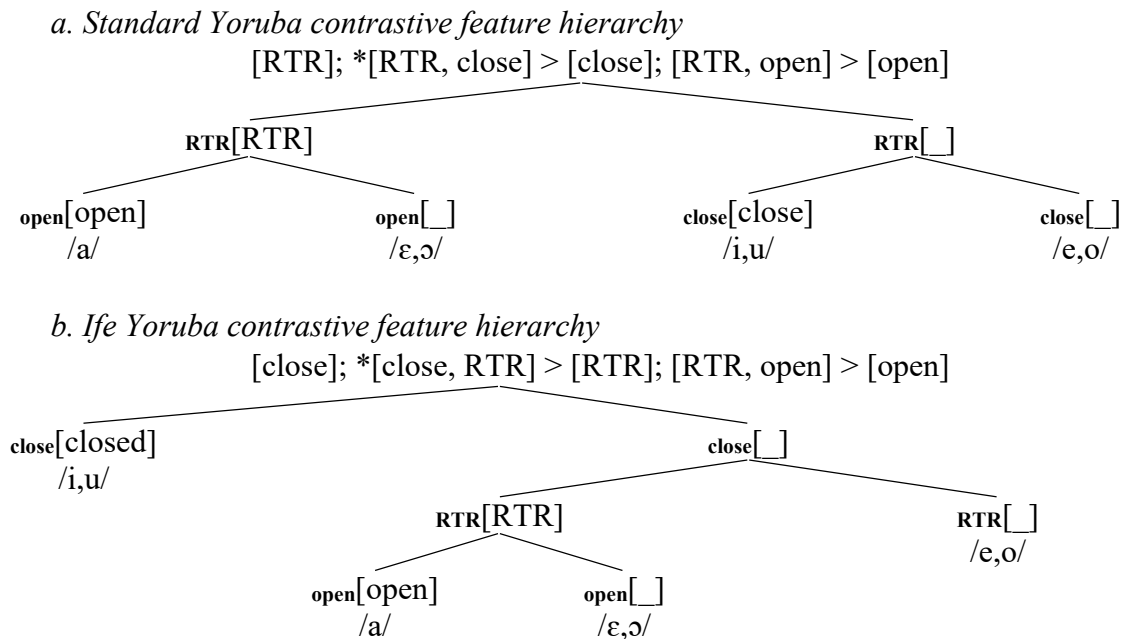 a. Standard Yoruba contrastive feature hierarchy
[RTR]; *[RTR, close] > [close]; [RTR, open] > [open]
RTR[RTR] RTR[_]
open[open] open[_] close[close] close[_]
/a/ /ɛ,ɔ/ /i,u/ /e,o/
b. Ife Yoruba contrastive feature hierarchy
[close]; *[close, RTR] > [RTR]; [RTR, open] > [open]
close[closed] close[_]
/i,u/
RTR[RTR] RTR[_]
/e,o/
open[open] open[_]
/a/ /ɛ,ɔ/